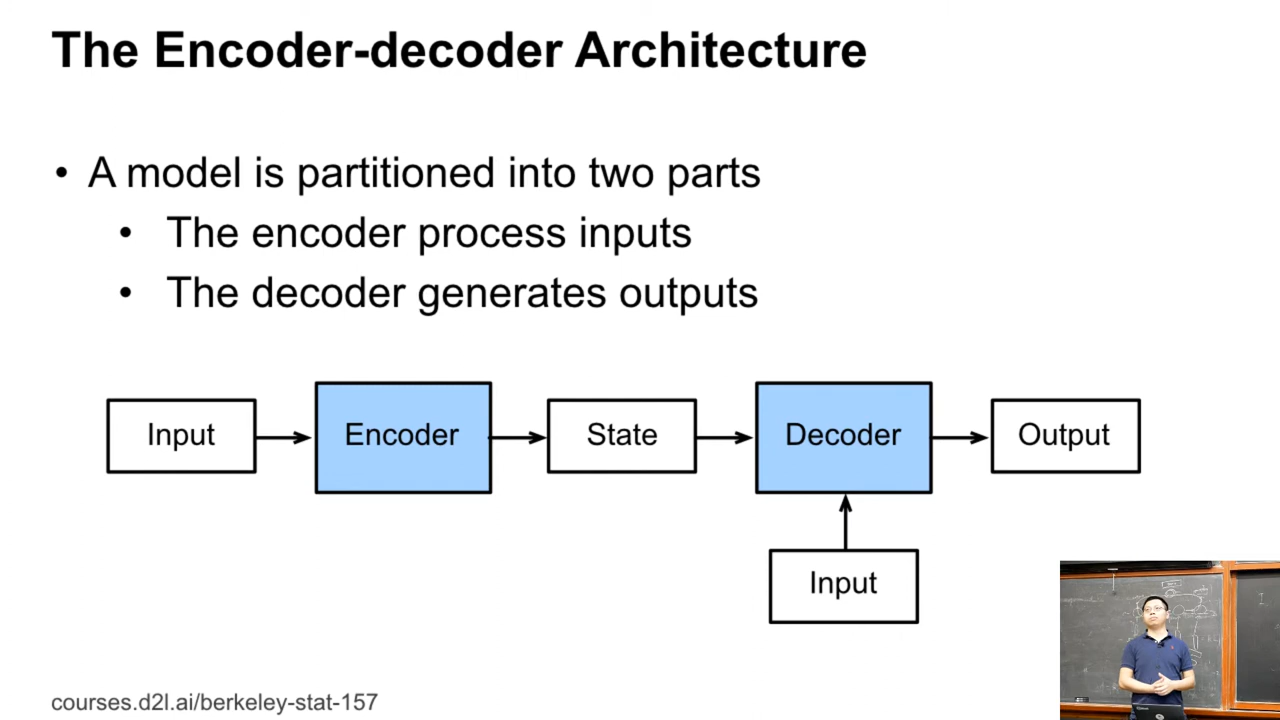 The Encoder-decoder Architecture
• A model is partitioned into two parts
• The encoder process inputs
• The decoder generates outputs
Input
Encoder
State
Decoder
Output
Input
courses.d2l.ai/berkeley-stat-157